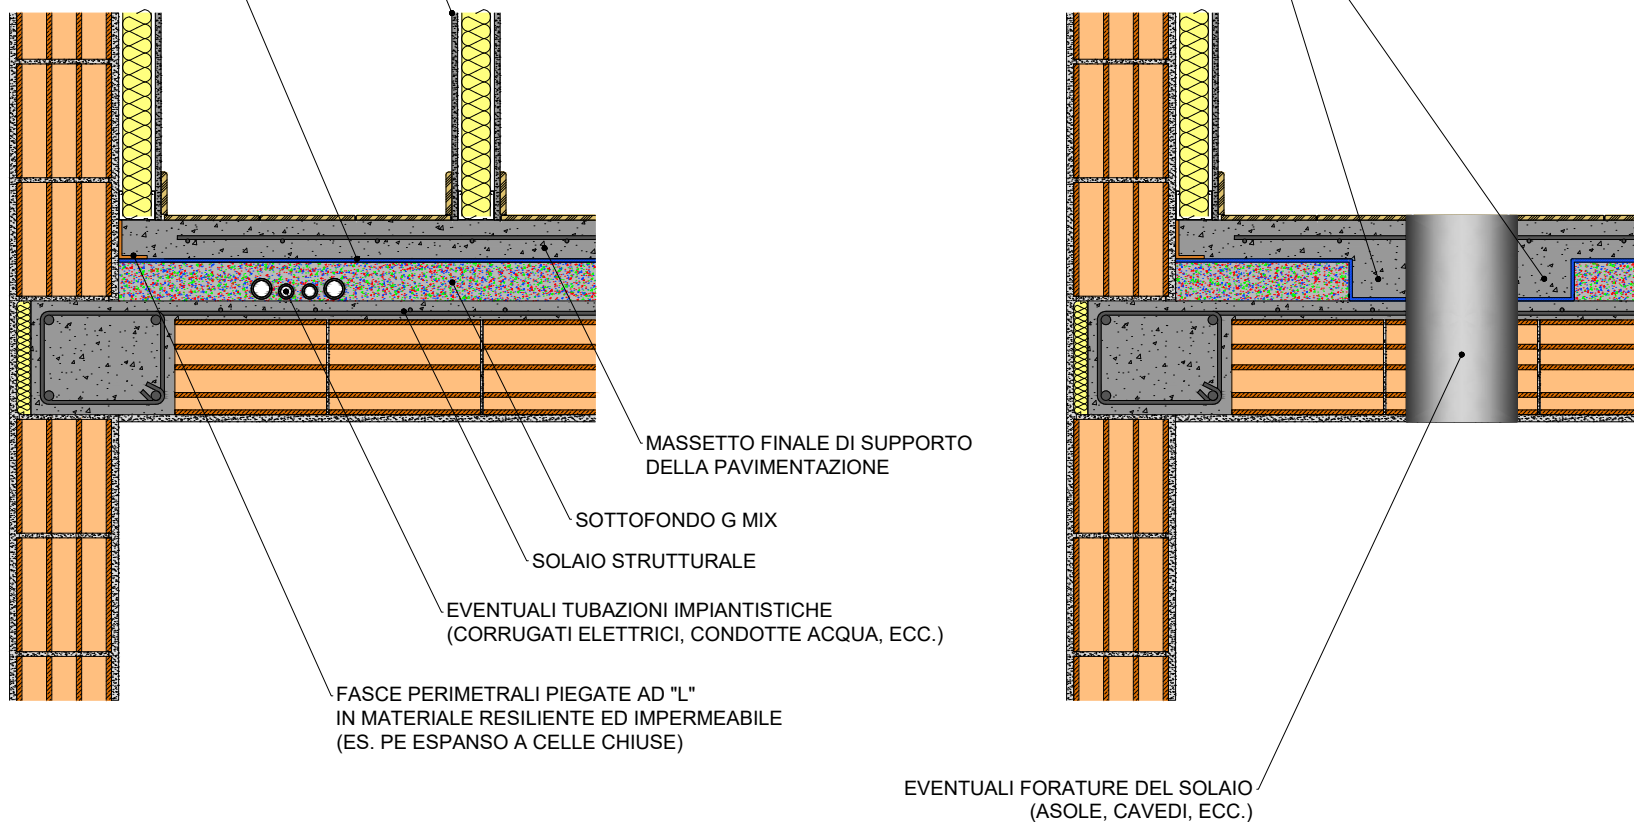 MASSETTO FINALE DI SUPPORTO
DELLA PAVIMENTAZIONE
SOTTOFONDO G MIX
SOLAIO STRUTTURALE
EVENTUALI TUBAZIONI IMPIANTISTICHE
(CORRUGATI ELETTRICI, CONDOTTE ACQUA, ECC.)
FASCE PERIMETRALI PIEGATE AD "L"
IN MATERIALE RESILIENTE ED IMPERMEABILE
(ES. PE ESPANSO A CELLE CHIUSE)
EVENTUALI FORATURE DEL SOLAIO
(ASOLE, CAVEDI, ECC.)